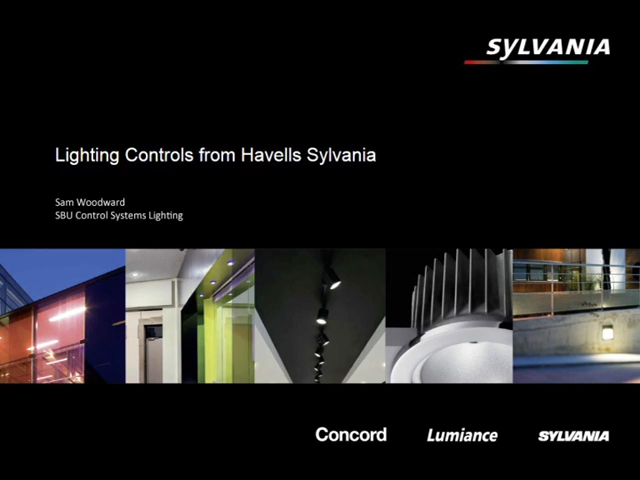 SYLVANIA
Lighting Controls from Havells Sylvania
Sam Woodward
SBU Control Systems Lighting
Concord Lumiance SYLVANIA